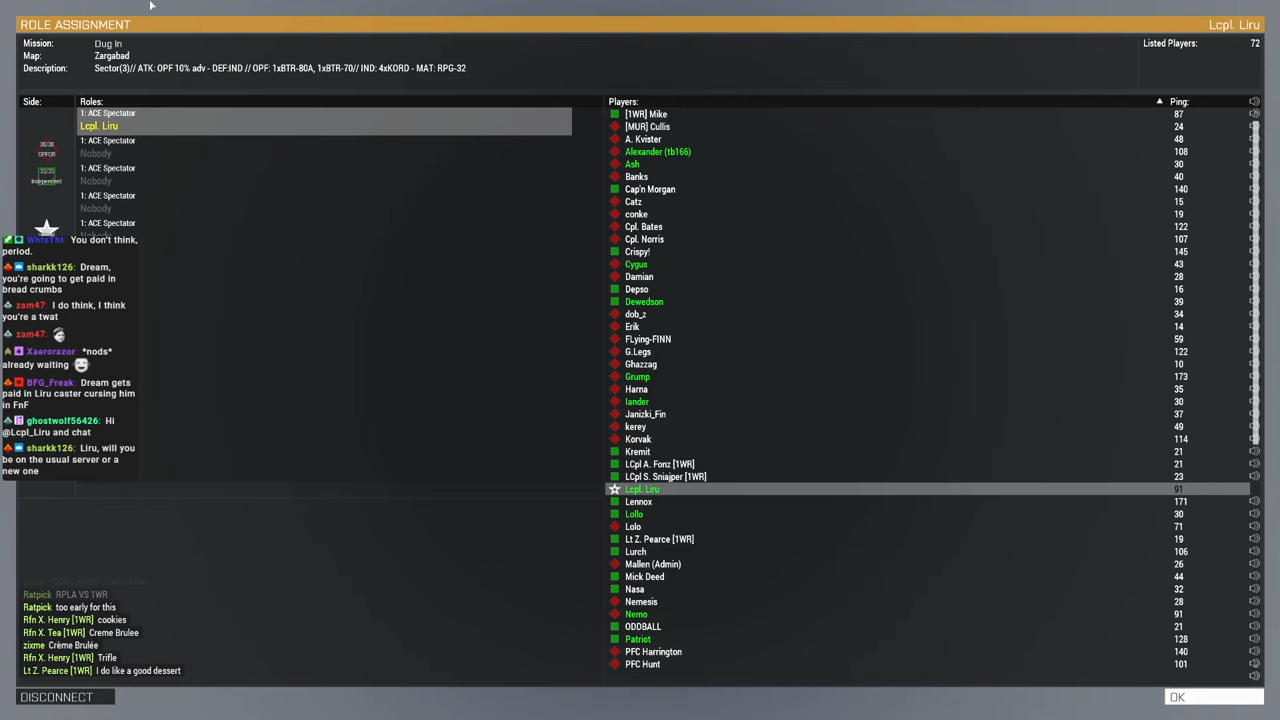 ROLE ASSIGNMENT
Lcpl. Liru
Mission: Dug In
Map: Zargabad
Description: Sector(3)// ATK: OPF 10% adv - DEF:IND // OPF: 1xBTR-80A, 1xBTR-70// IND: 4xKORD - MAT: RPG-32
Listed Players: 72
Side:
Roles:
Players:
Ping:
38/38
OPFOR
33/33
Independent
1: ACE Spectator
Lcpl. Liru
1: ACE Spectator
Nobody
1: ACE Spectator
Nobody
1: ACE Spectator
Nobody
1: ACE Spectator
Nobody
WhtsTht: You don't think,
period.
sharkk126: Dream,
you're going to get paid in
bread crumbs
zam47: I do think, I think
you're a twat
zam47:
Xaerorazor: *nods*
already waiting
BFG_Freak: Dream gets
paid in Liru caster cursing him
in FnF
ghostwolf56426: Hi
@Lcpl_Liru and chat
sharkk126: Liru, will you
be on the usual server or a
new one
Ratpick RPLA VS 1WR
Ratpick too early for this
Rfn X. Henry [1WR] cookies
Rfn X. Tea [1WR] Creme Brulee
zixme Crème Brulée
Rfn X. Henry [1WR] Trifle
Lt Z. Pearce [1WR] I do like a good dessert
[1WR] Mike 87
[MUR] Cullis 24
A. Kvister 48
Alexander (tb166) 108
Ash 30
Banks 40
Cap'n Morgan 140
Catz 15
conke 19
Cpl. Bates 122
Cpl. Norris 107
Crispy! 145
Cygus 43
Damian 28
Depso 16
Dewedson 39
dob_z 34
Erik 14
FLying-FINN 59
G.Legs 122
Ghazzag 10
Grump 173
Harna 35
Iander 30
Janizki_Fin 37
kerey 49
Korvak 114
Kremit 21
LCpl A. Fonz [1WR] 21
LCpl S. Sniajper [1WR] 23
Lcpl. Liru 91
Lennox 171
Lollo 30
Lolo 71
Lt Z. Pearce [1WR] 19
Lurch 106
Mallen (Admin) 26
Mick Deed 44
Nasa 32
Nemesis 28
Nemo 91
ODDBALL 21
Patriot 128
PFC Harrington 140
PFC Hunt 101
DISCONNECT
OK